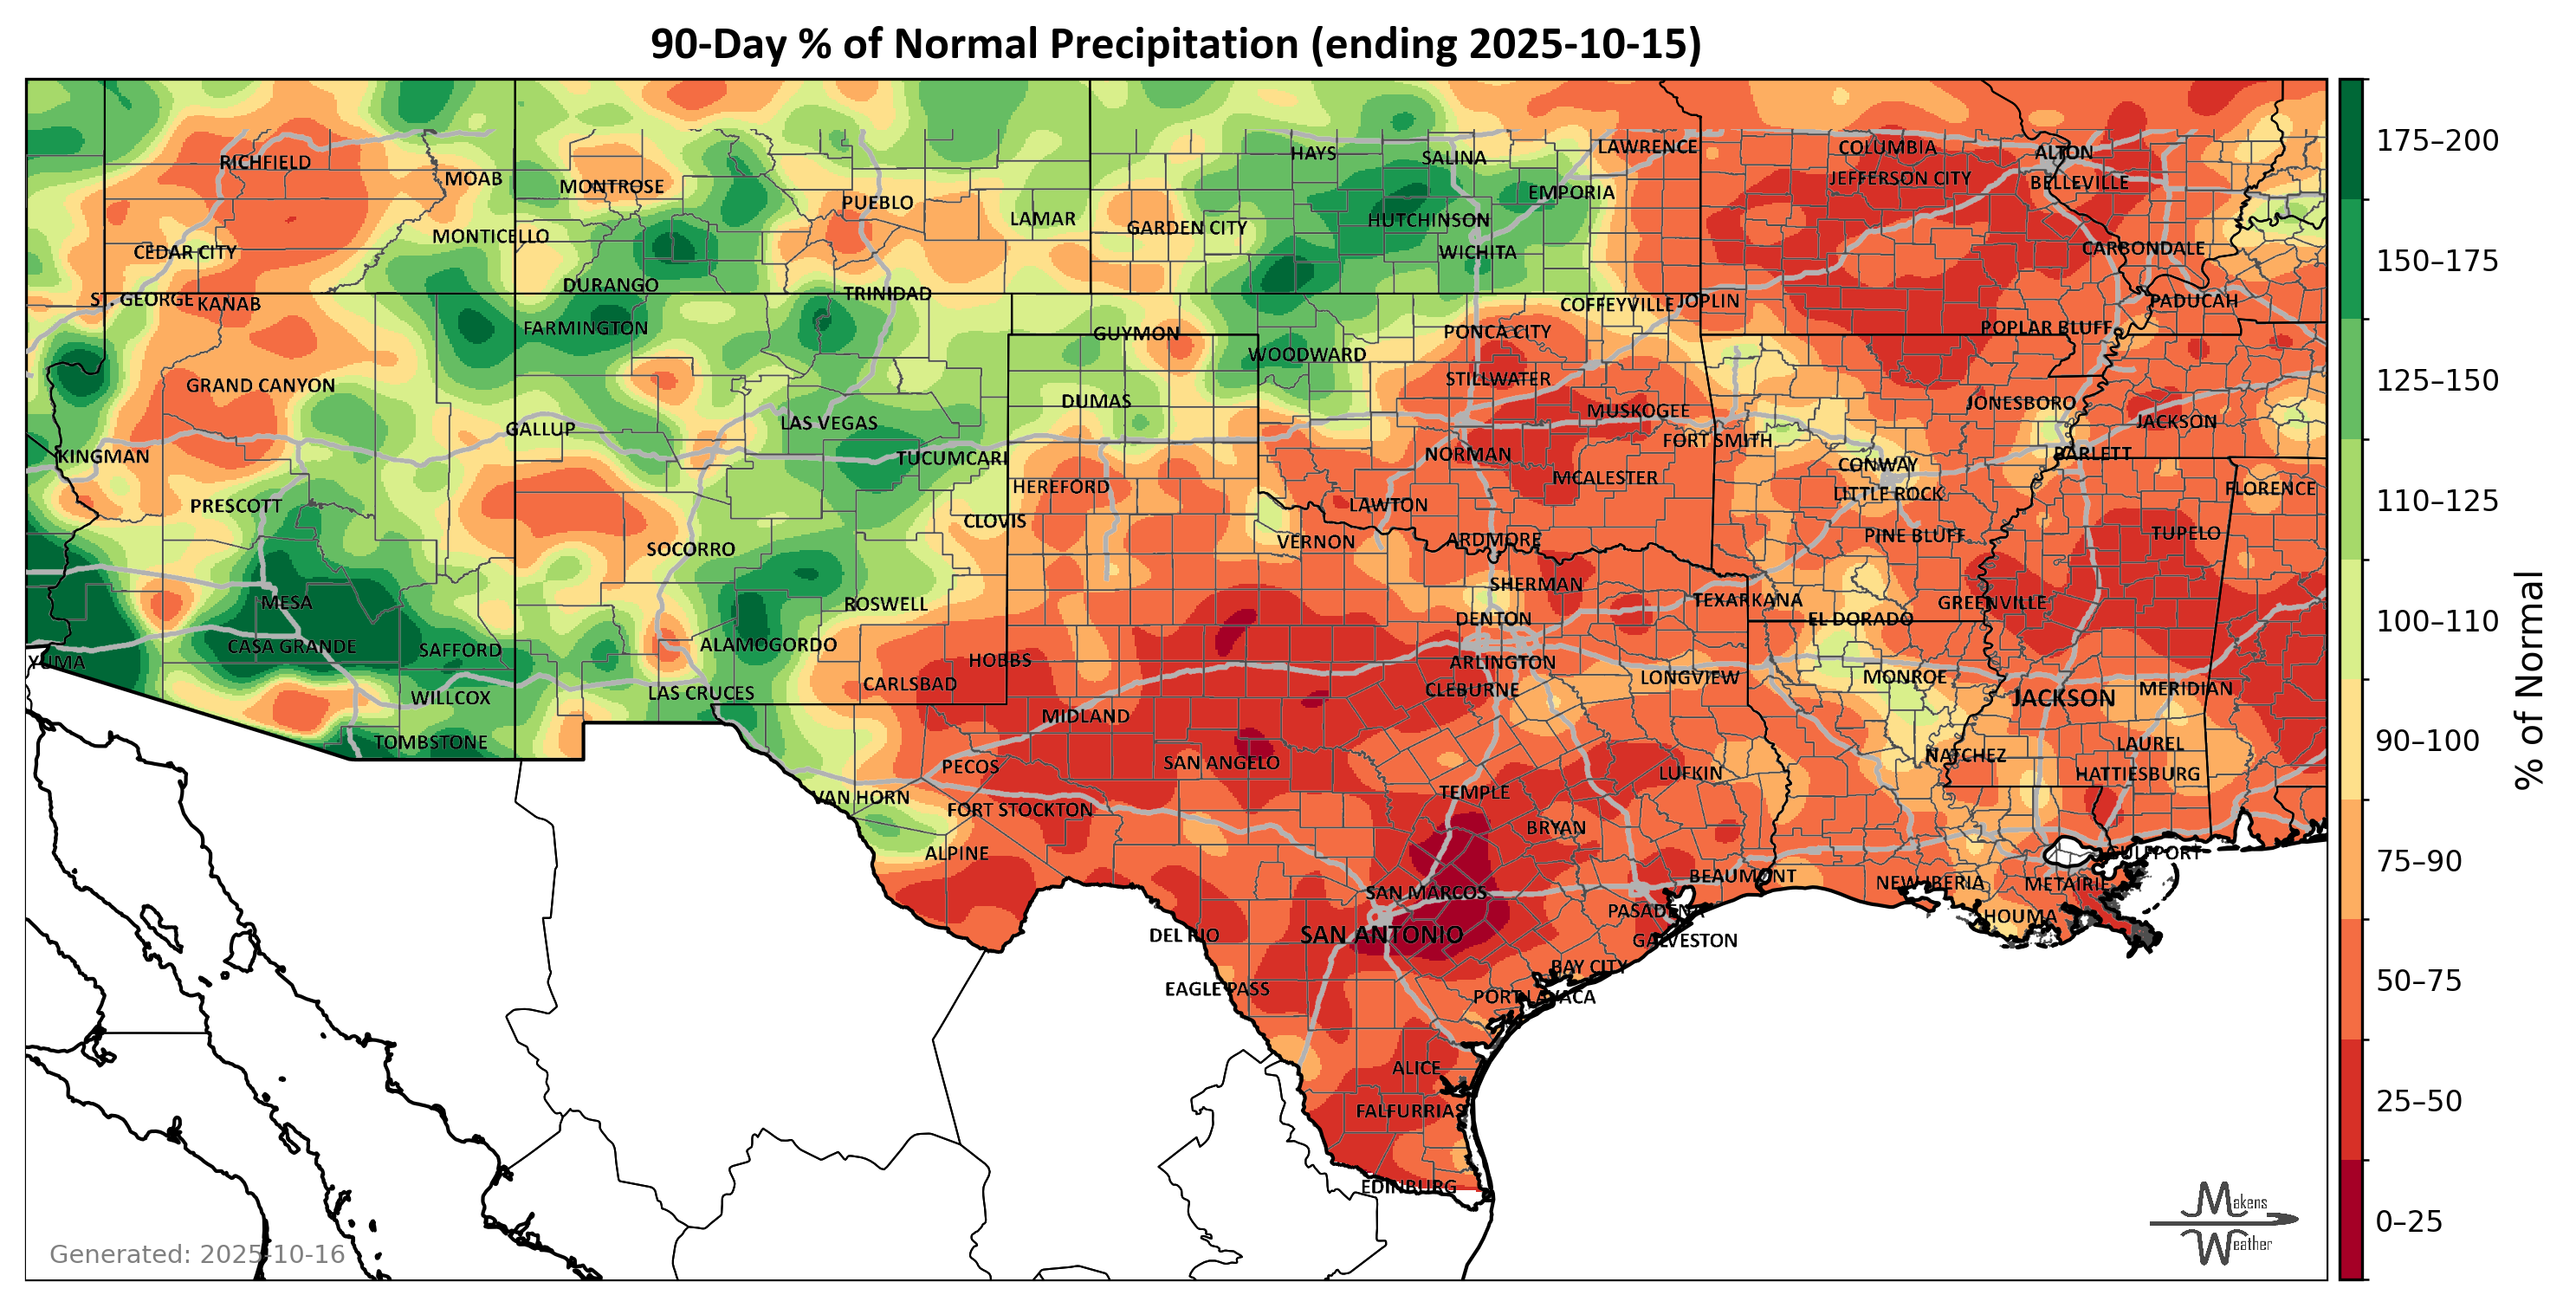 90-Day % of Normal Precipitation (ending 2025-10-15)
HAYS
SALINA
LAWRENCE
COLUMBIA
ALTON
RICHFIELD
MOAB
MONTROSE
PUEBLO
EMPORIA
JEFFERSON CITY
BELLEVILLE
LAMAR
GARDEN CITY
HUTCHINSON
CEDAR CITY
MONTICELLO
WICHITA
CARBONDALE
DURANGO
TRINIDAD
ST. GEORGE
KANAB
COFFEYVILLE
JOPLIN
PADUCAH
FARMINGTON
GUYMON
PONCA CITY
POPLAR BLUFF
WOODWARD
GRAND CANYON
STILLWATER
DUMAS
MUSKOGEE
JONESBORO
JACKSON
GALLUP
LAS VEGAS
FORT SMITH
KINGMAN
TUCUMCARI
NORMAN
BARLETT
CONWAY
HEREFORD
MCALESTER
LITTLE ROCK
FLORENCE
PRESCOTT
CLOVIS
LAWTON
SOCORRO
VERNON
ARDMORE
PINE BLUFF
TUPELO
MESA
ROSWELL
SHERMAN
TEXARKANA
GREENVILLE
DENTON
EL DORADO
CASA GRANDE
SAFFORD
ALAMOGORDO
YUMA
HOBBS
ARLINGTON
WILLCOX
LAS CRUCES
CARLSBAD
CLEBURNE
LONGVIEW
MONROE
JACKSON
MERIDIAN
MIDLAND
TOMBSTONE
PECOS
SAN ANGELO
LUFKIN
NATCHEZ
LAUREL
HATTIESBURG
VAN HORN
FORT STOCKTON
TEMPLE
BRYAN
ALPINE
GULFPORT
SAN MARCOS
BEAUMONT
NEW IBERIA
METAIRIE
PASADENA
HOUMA
DEL RIO
SAN ANTONIO
GALVESTON
EAGLE PASS
BAY CITY
PORT LAVACA
ALICE
FALFURRIAS
EDINBURG
175–200
150–175
125–150
110–125
100–110
90–100
75–90
50–75
25–50
0–25
% of Normal
Generated: 2025-10-16
Makens
Weather